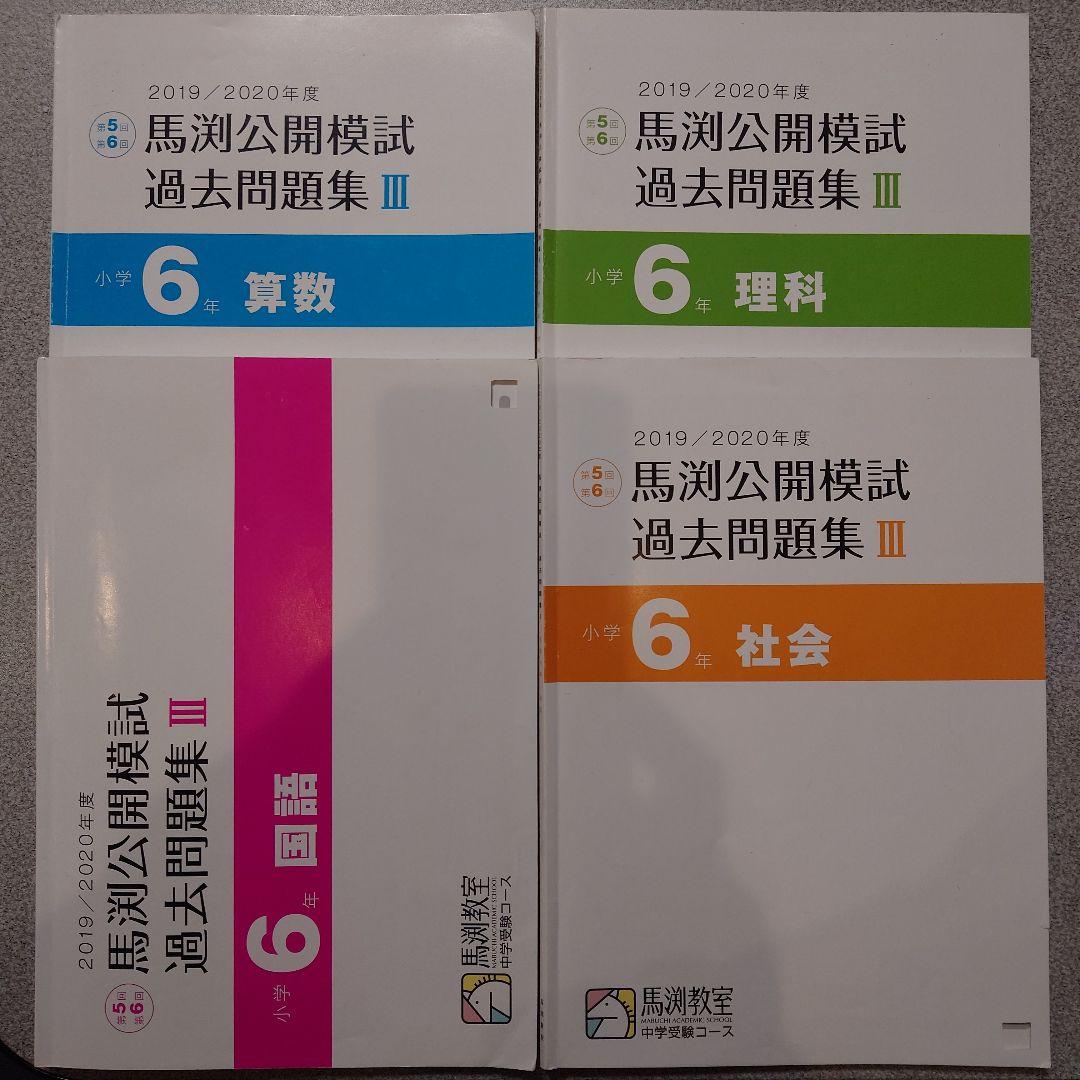 2019／2020年度
第5回
第6回
馬渕公開模試
過去問題集 Ⅲ
小学 6年 算数
2019／2020年度
第5回
第6回
馬渕公開模試
過去問題集 Ⅲ
小学 6年 理科
2019／2020年度
第5回
第6回
馬渕公開模試
過去問題集 Ⅲ
小学 6年 国語
馬渕教室
MABUCHI ACADEMIC SCHOOL
中学受験コース
2019／2020年度
第5回
第6回
馬渕公開模試
過去問題集 Ⅲ
小学 6年 社会
馬渕教室
MABUCHI ACADEMIC SCHOOL
中学受験コース